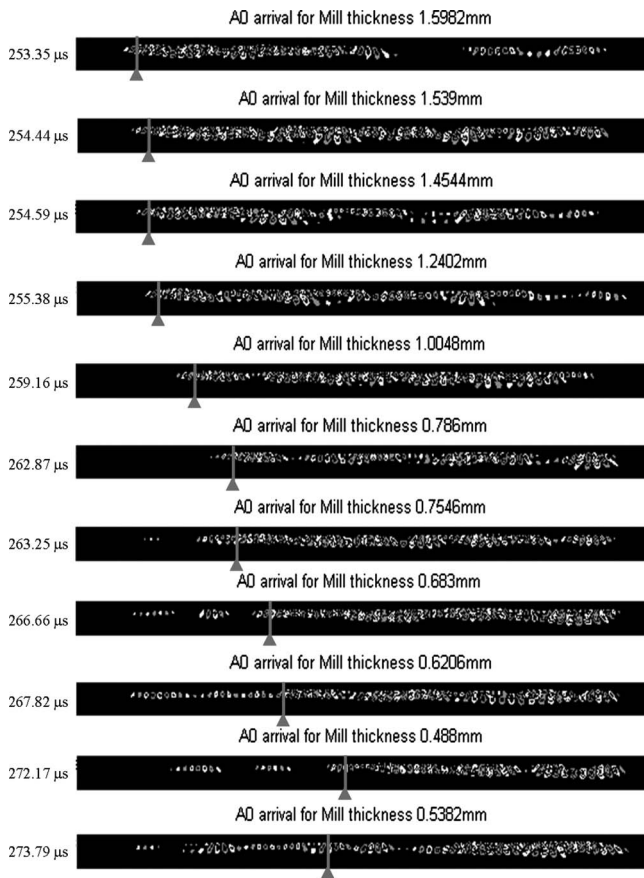 A0 arrival for Mill thickness 1.5982mm
253.35 μs
A0 arrival for Mill thickness 1.539mm
254.44 μs
A0 arrival for Mill thickness 1.4544mm
254.59 μs
A0 arrival for Mill thickness 1.2402mm
255.38 μs
A0 arrival for Mill thickness 1.0048mm
259.16 μs
A0 arrival for Mill thickness 0.786mm
262.87 μs
A0 arrival for Mill thickness 0.7546mm
263.25 μs
A0 arrival for Mill thickness 0.683mm
266.66 μs
A0 arrival for Mill thickness 0.6206mm
267.82 μs
A0 arrival for Mill thickness 0.488mm
272.17 μs
A0 arrival for Mill thickness 0.5382mm
273.79 μs